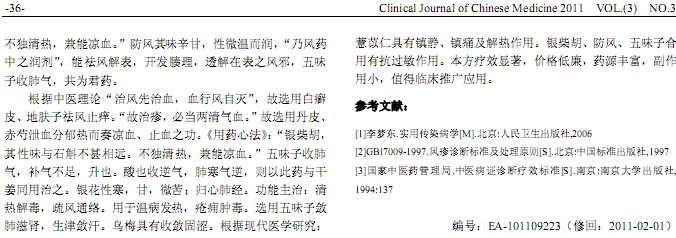 -36-
Clinical Journal of Chinese Medicine 2011 VOL.(3) NO.3
不独清热，兼能凉血。”防风其味辛甘，性微温而润，“乃风药
中之润剂”，能祛风解表，开发腠理，透解在表之风邪，五味
子收肺气，共为君药。
根据中医理论“治风先治血，血行风自灭”，故选用白癣
皮、地肤子祛风止痒。“故治疹，必当两清气血。”故选用丹皮、
赤芍泄血分郁热而奏凉血、止血之功。《用药心法》：“银柴胡，
其性味与石斛不甚相远。不独清热，兼能凉血。”五味子收肺
气，补气不足，升也。酸也收逆气，肺寒气逆，则以此药与干
姜同用治之。银花性寒，甘，微苦；归心肺经。功能主治：清
热解毒，疏风通络。用于温病发热，疮痈肿毒。选用五味子敛
肺滋肾，生津敛汗。乌梅具有收敛固涩。根据现代医学研究：
薏苡仁具有镇静、镇痛及解热作用。银柴胡、防风、五味子合
用有抗过敏作用。本方疗效显著，价格低廉，药源丰富，副作
用小，值得临床推广应用。
参考文献：
[1]李梦东.实用传染病学[M].北京:人民卫生出版社,2006
[2]GB17009-1997.风疹诊断标准及处理原则[S].北京:中国标准出版社,1997
[3]国家中医药管理局.中医病证诊断疗效标准[S].南京:南京大学出版社,
1994:137
编号：EA-101109223（修回：2011-02-01）